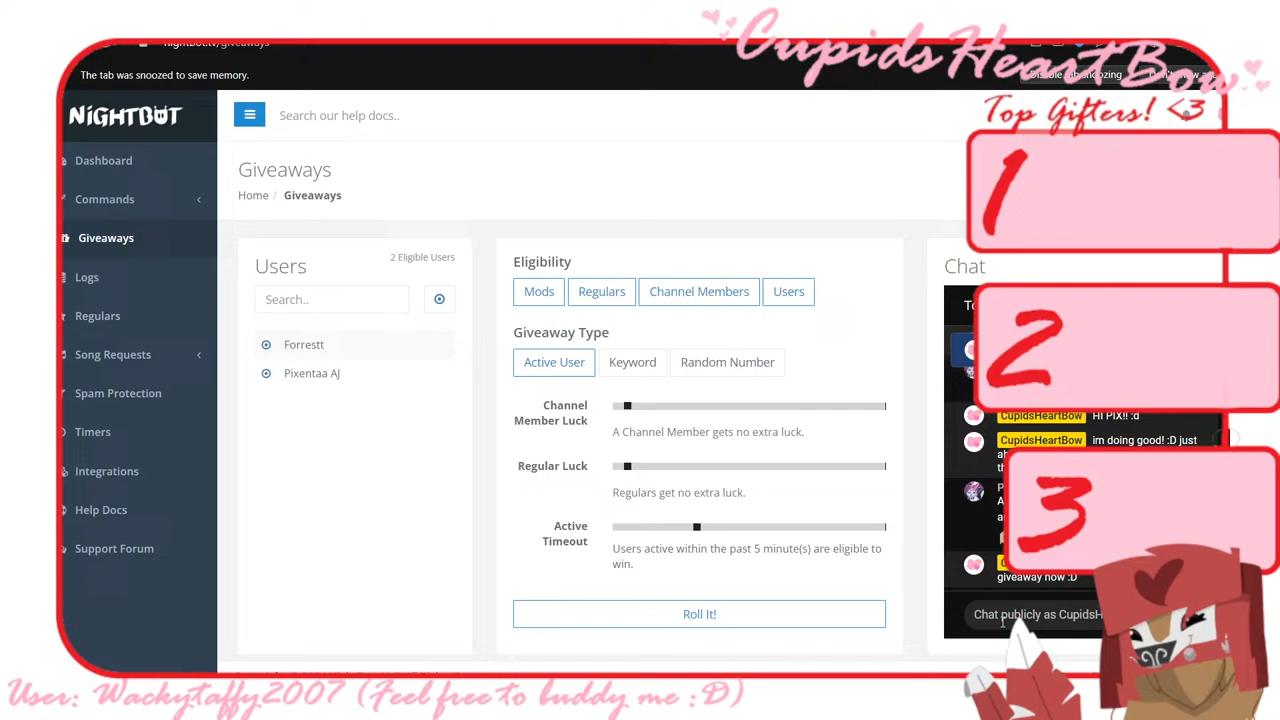 CupidsHeartBow
nightbot.tv/giveaways
The tab was snoozed to save memory.
Top Gifters! <3
NIGHTBOT
Search our help docs..
Dashboard
Commands
Giveaways
Logs
Regulars
Song Requests
Spam Protection
Timers
Integrations
Help Docs
Support Forum
Giveaways
Home / Giveaways
Users
2 Eligible Users
Search..
Forrestt
Pixentaa AJ
Eligibility
Mods
Regulars
Channel Members
Users
Giveaway Type
Active User
Keyword
Random Number
Channel
Member Luck
A Channel Member gets no extra luck.
Regular Luck
Regulars get no extra luck.
Active
Timeout
Users active within the past 5 minute(s) are eligible to
win.
Roll It!
Chat
1
2
3
CupidsHeartBow HI PIX!! :d
CupidsHeartBow im doing good! :D just
giveaway now :D
Chat publicly as CupidsH
User: Wackytaffy2007 (Feel free to buddy me :D)